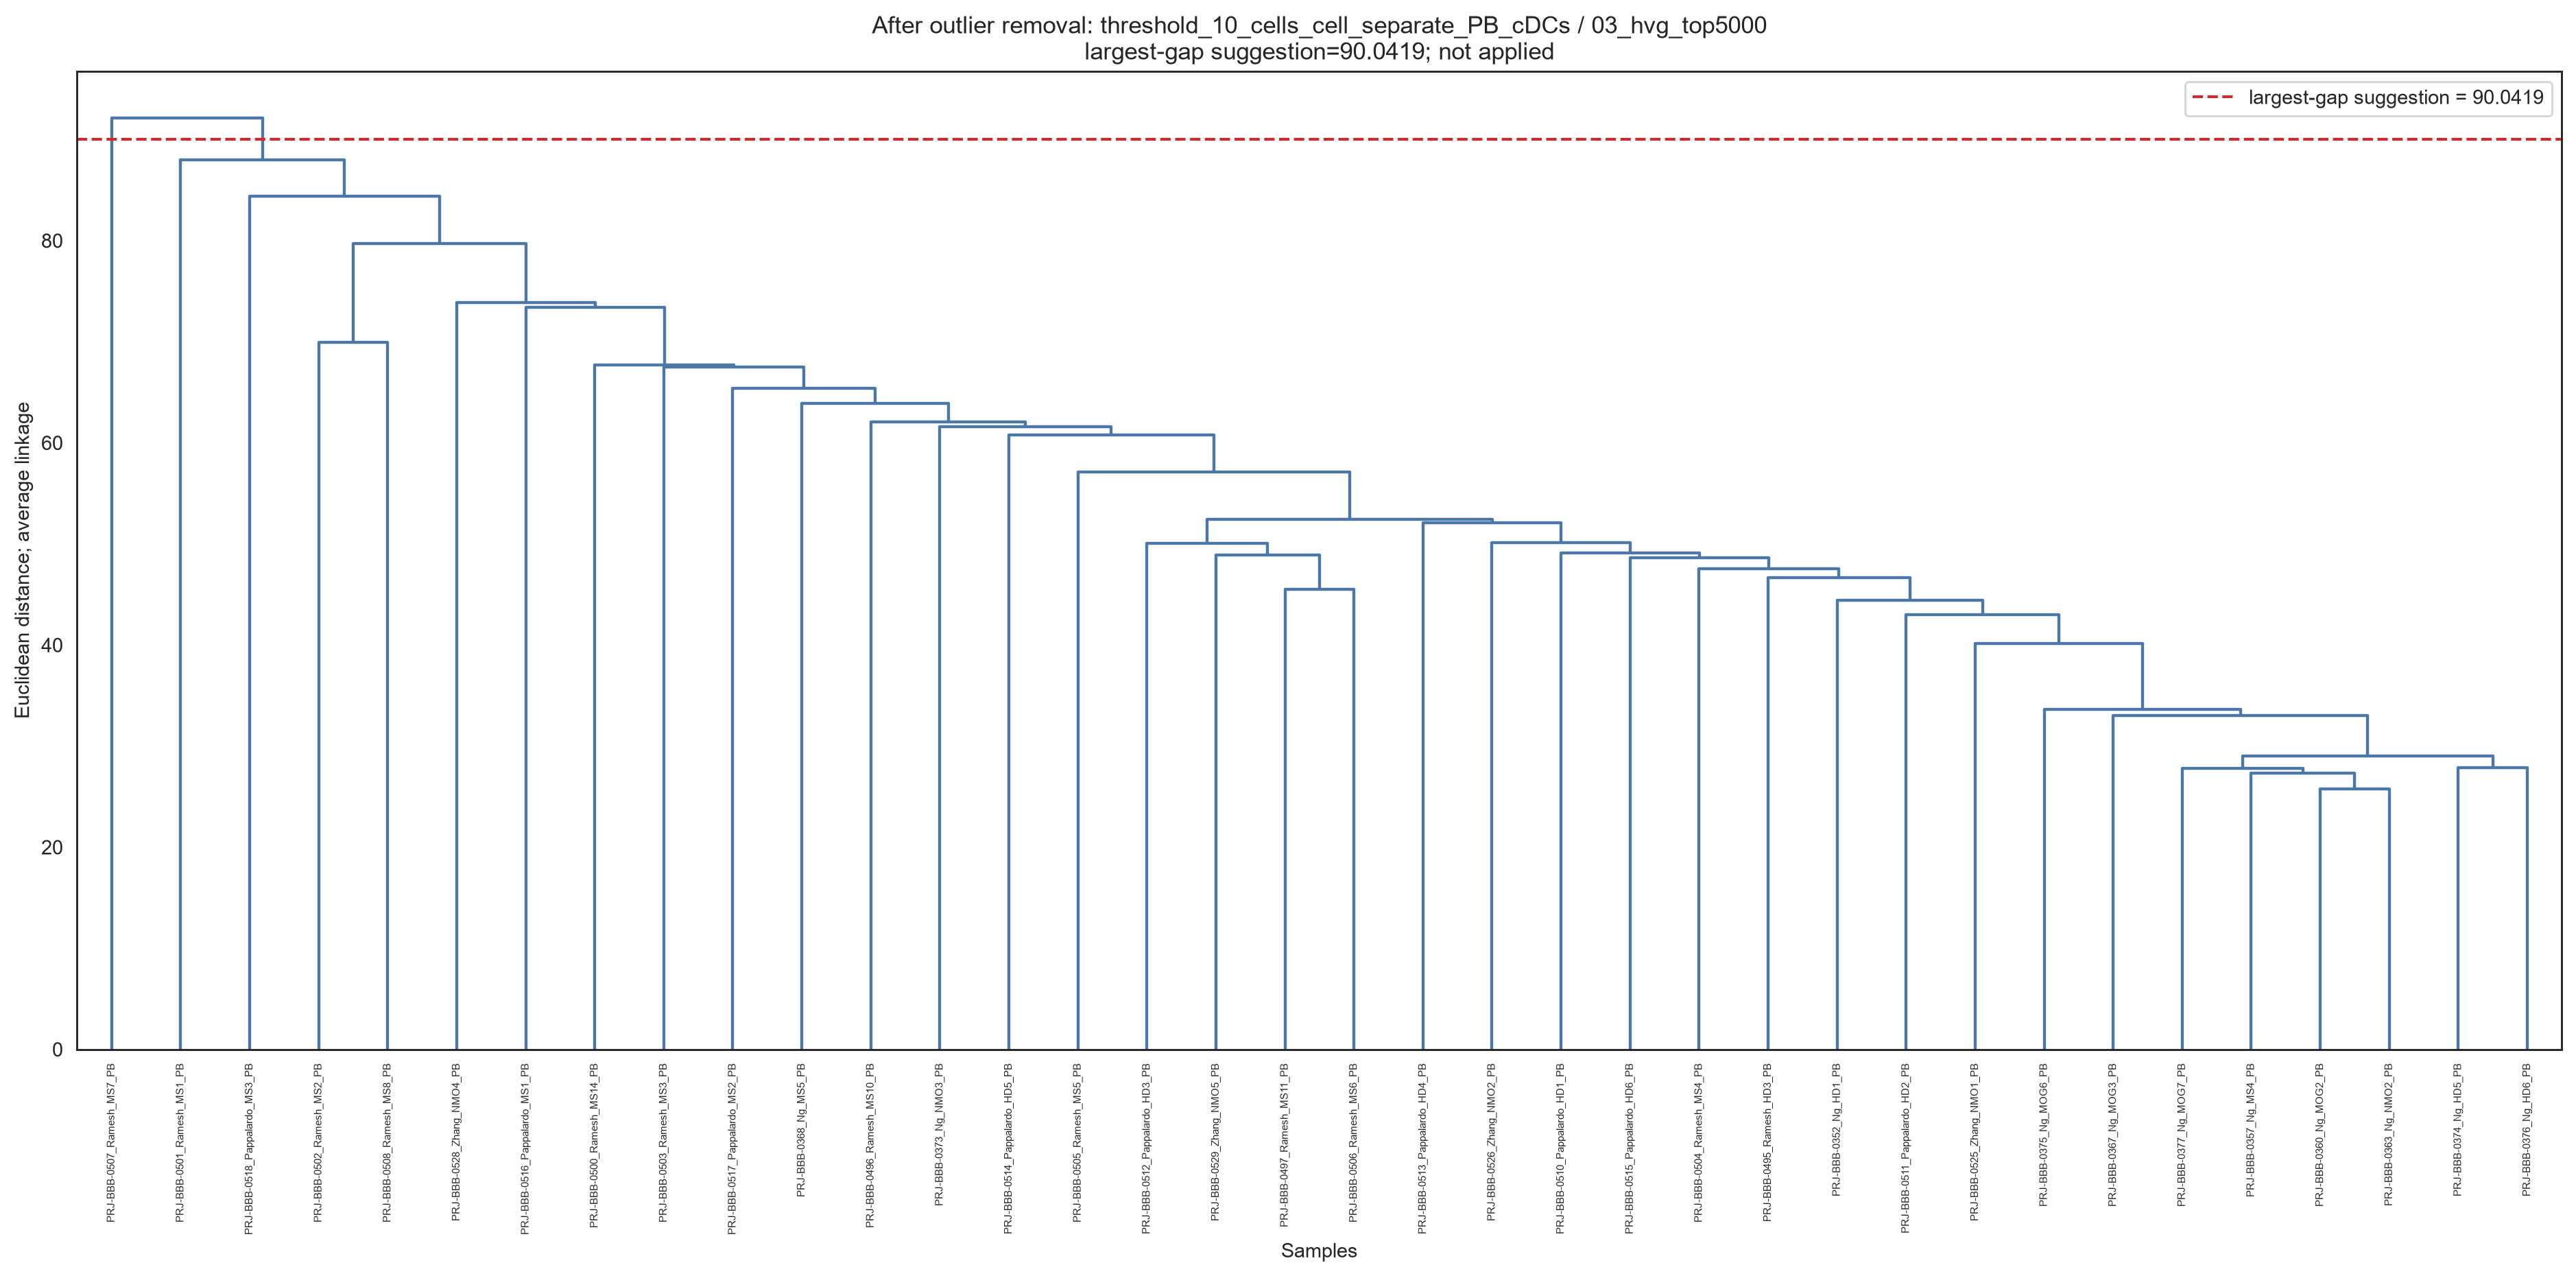 After outlier removal: threshold_10_cells_cell_separate_PB_cDCs / 03_hvg_top5000
largest-gap suggestion=90.0419; not applied
largest-gap suggestion = 90.0419
Euclidean distance; average linkage
80
60
40
20
0
PRJ-BBB-0507_Ramesh_MS7_PB
PRJ-BBB-0501_Ramesh_MS1_PB
PRJ-BBB-0518_Pappalardo_MS3_PB
PRJ-BBB-0502_Ramesh_MS2_PB
PRJ-BBB-0508_Ramesh_MS8_PB
PRJ-BBB-0528_Zhang_NMO4_PB
PRJ-BBB-0516_Pappalardo_MS1_PB
PRJ-BBB-0500_Ramesh_MS14_PB
PRJ-BBB-0503_Ramesh_MS3_PB
PRJ-BBB-0517_Pappalardo_MS2_PB
PRJ-BBB-0368_Ng_MS5_PB
PRJ-BBB-0496_Ramesh_MS10_PB
PRJ-BBB-0373_Ng_NMO3_PB
PRJ-BBB-0514_Pappalardo_HD5_PB
PRJ-BBB-0505_Ramesh_MS5_PB
PRJ-BBB-0512_Pappalardo_HD3_PB
PRJ-BBB-0529_Zhang_NMO5_PB
PRJ-BBB-0497_Ramesh_MS11_PB
PRJ-BBB-0506_Ramesh_MS6_PB
PRJ-BBB-0513_Pappalardo_HD4_PB
PRJ-BBB-0526_Zhang_NMO2_PB
PRJ-BBB-0510_Pappalardo_HD1_PB
PRJ-BBB-0515_Pappalardo_HD6_PB
PRJ-BBB-0504_Ramesh_MS4_PB
PRJ-BBB-0495_Ramesh_HD3_PB
PRJ-BBB-0352_Ng_HD1_PB
PRJ-BBB-0511_Pappalardo_HD2_PB
PRJ-BBB-0525_Zhang_NMO1_PB
PRJ-BBB-0375_Ng_MOG6_PB
PRJ-BBB-0367_Ng_MOG3_PB
PRJ-BBB-0377_Ng_MOG7_PB
PRJ-BBB-0357_Ng_MS4_PB
PRJ-BBB-0360_Ng_MOG2_PB
PRJ-BBB-0363_Ng_NMO2_PB
PRJ-BBB-0374_Ng_HD5_PB
PRJ-BBB-0376_Ng_HD6_PB
Samples